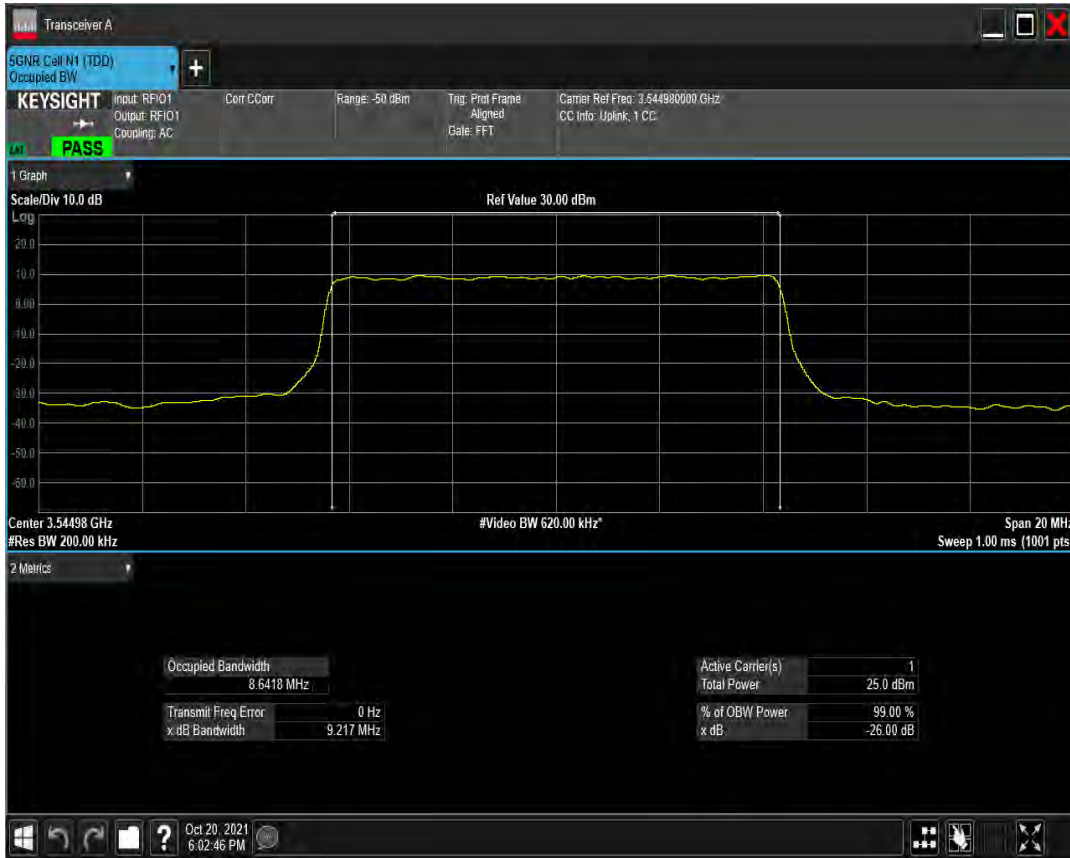 Transceiver A
5GNR Cell N1 (TDD)
Occupied BW
+
KEYSIGHT
Input: RFIO1
Output: RFIO1
Coupling: AC
Corr CCorr
Range: -50 dBm
Trig: Prot Frame
Aligned
Gate: FFT
Carrier Ref Freq: 3.544980000 GHz
CC Info: Uplink, 1 CC
PASS
1 Graph
Scale/Div 10.0 dB
Ref Value 30.00 dBm
Log
20.0
10.0
0.00
-10.0
-20.0
-30.0
-40.0
-50.0
-60.0
Center 3.54498 GHz
#Video BW 620.00 kHz*
Span 20 MHz
#Res BW 200.00 kHz
Sweep 1.00 ms (1001 pts
2 Metrics
Occupied Bandwidth
8.6418 MHz
Transmit Freq Error 0 Hz
x dB Bandwidth 9.217 MHz
Active Carrier(s) 1
Total Power 25.0 dBm
% of OBW Power 99.00 %
x dB -26.00 dB
?
Oct 20, 2021
6:02:46 PM